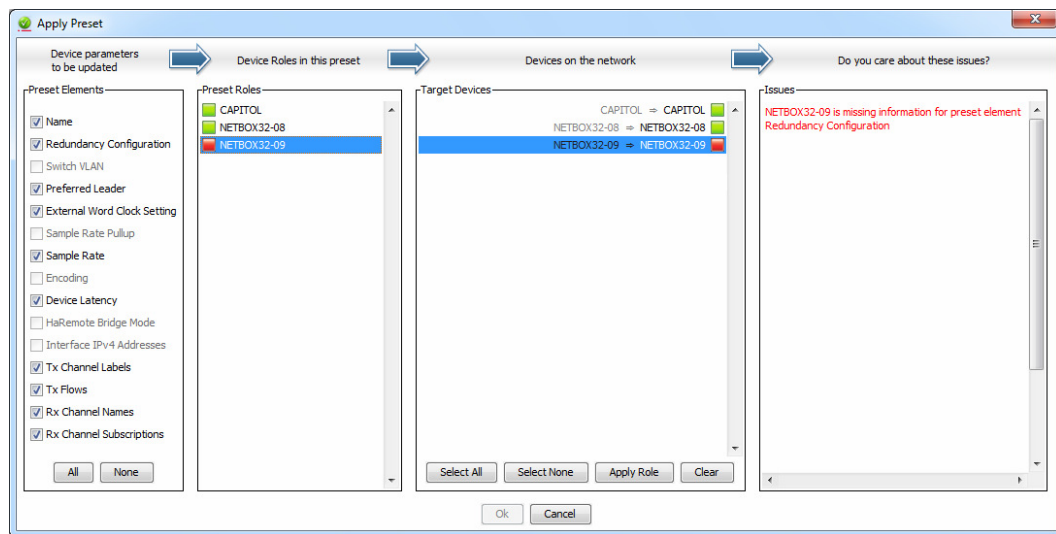 Apply Preset
Device parameters
to be updated
Device Roles in this preset
Devices on the network
Do you care about these issues?
Preset Elements
Name
Redundancy Configuration
Switch VLAN
Preferred Leader
External Word Clock Setting
Sample Rate Pullup
Sample Rate
Encoding
Device Latency
HaRemote Bridge Mode
Interface IPv4 Addresses
Tx Channel Labels
Tx Flows
Rx Channel Names
Rx Channel Subscriptions
All
None
Preset Roles
CAPITOL
NETBOX32-08
NETBOX32-09
Target Devices
CAPITOL ⇒ CAPITOL
NETBOX32-08 ⇒ NETBOX32-08
NETBOX32-09 ⇒ NETBOX32-09
Select All
Select None
Apply Role
Clear
Issues
NETBOX32-09 is missing information for preset element
Redundancy Configuration
Ok
Cancel